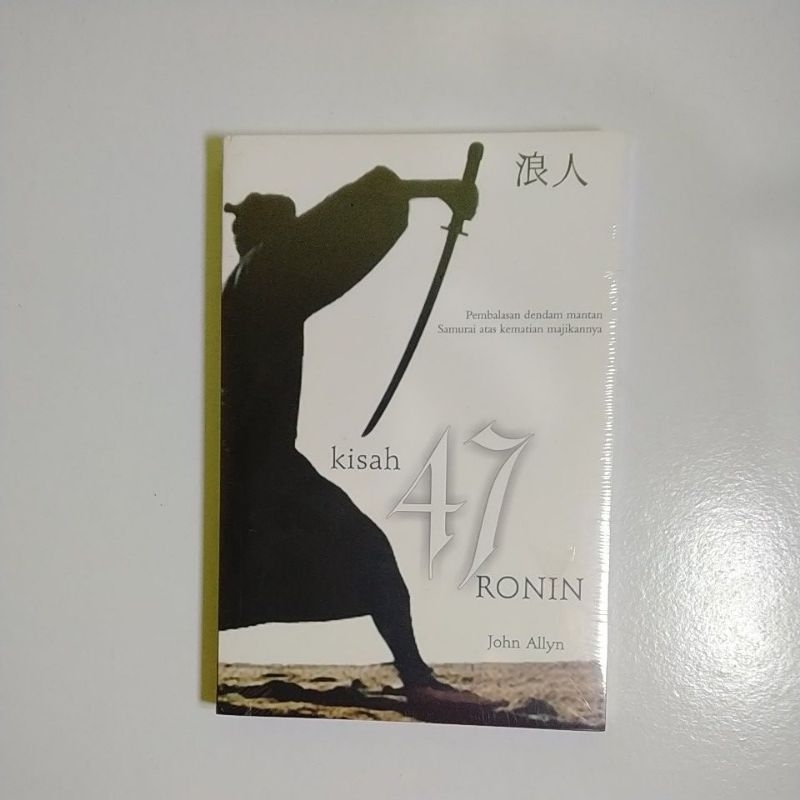 浪人
Pembalasan dendam mantan
Samurai atas kematian majikannya
kisah 47
RONIN
John Allyn